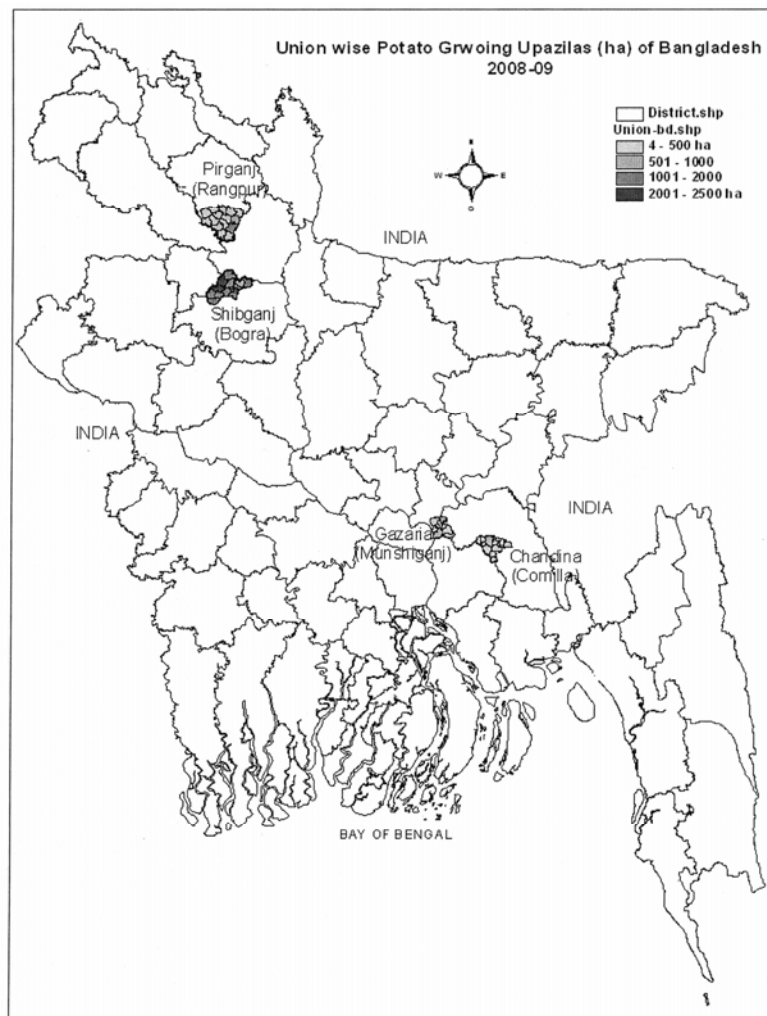 Union wise Potato Grwoing Upazilas (ha) of Bangladesh
2008-09
District.shp
Union-bd.shp
4 - 500 ha
501 - 1000
1001 - 2000
2001 - 2500 ha
Pirganj
(Rangpur)
W
E
INDIA
Shibganj
(Bogra)
INDIA
INDIA
Gazaria
(Munshiganj)
Chandina
(Comilla)
BAY OF BENGAL